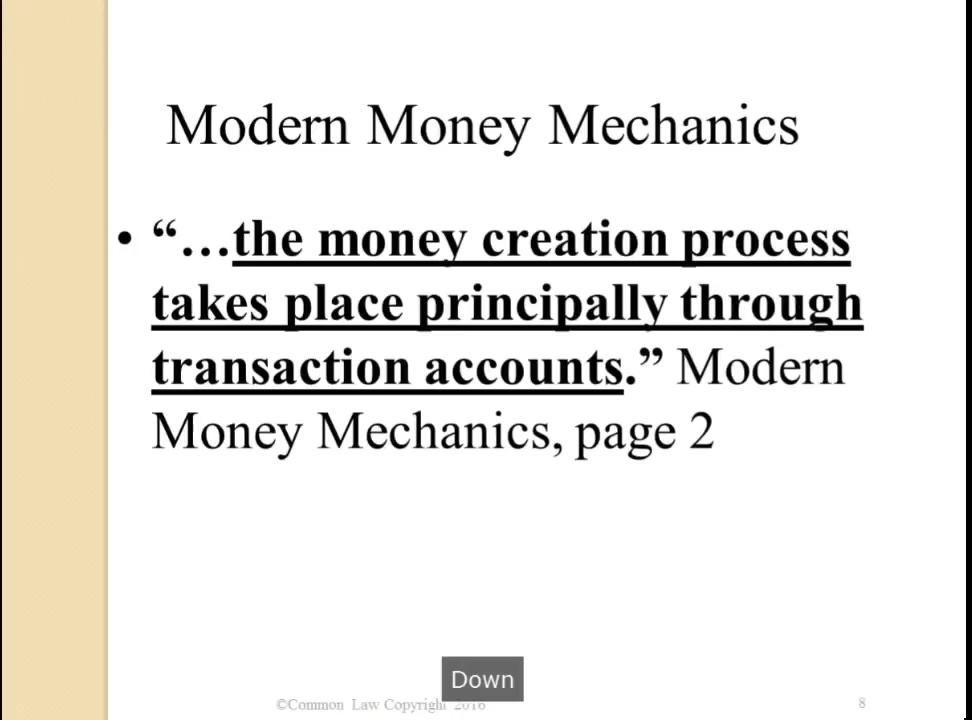 Modern Money Mechanics
• “…the money creation process
takes place principally through
transaction accounts.” Modern
Money Mechanics, page 2
Down
©Common Law Copyright 2016
8